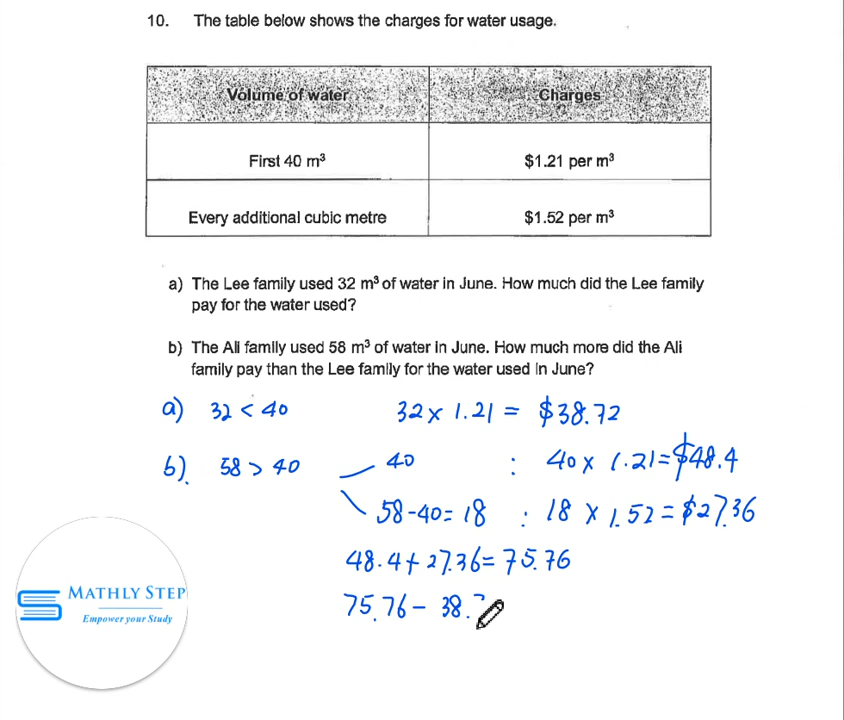 10. The table below shows the charges for water usage.
Volume of water Charges
First 40 m³ $1.21 per m³
Every additional cubic metre $1.52 per m³
a) The Lee family used 32 m³ of water in June. How much did the Lee family
pay for the water used?
b) The Ali family used 58 m³ of water in June. How much more did the Ali
family pay than the Lee family for the water used in June?
a) 32 < 40 32 x 1.21 = $38.72
b). 58 > 40 40 : 40 x 1.21 = $48.4
58-40= 18 : 18 x 1.52 = $27.36
48.4 + 27.36 = 75.76
75.76 - 38.
MATHLY STEP
Empower your Study